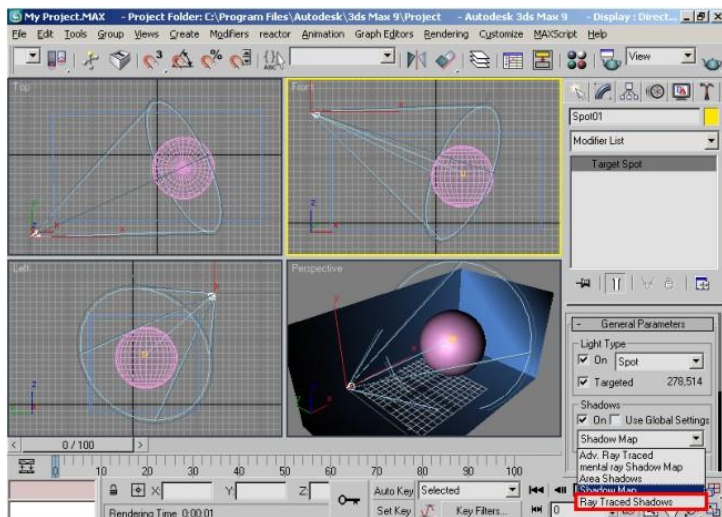 My Project.MAX - Project Folder: C:\Program Files\Autodesk\3ds Max 9\Project - Autodesk 3ds Max 9 - Display : Direct...
File Edit Tools Group Views Create Modifiers reactor Animation Graph Editors Rendering Customize MAXScript Help
View
Top
Front
Spot01
Modifier List
Target Spot
Left
Perspective
General Parameters
Light Type
On Spot
Targeted 278,514
Shadows
On Use Global Settings
Shadow Map
Adv. Ray Traced
mental ray Shadow Map
Area Shadows
Shadow Map
Ray Traced Shadows
0 / 100
10 20 30 40 50 60 70 80 90 100
X: Y: Z: Auto Key Selected
Rendering Time 0:00:01 Set Key Key Filters... 0